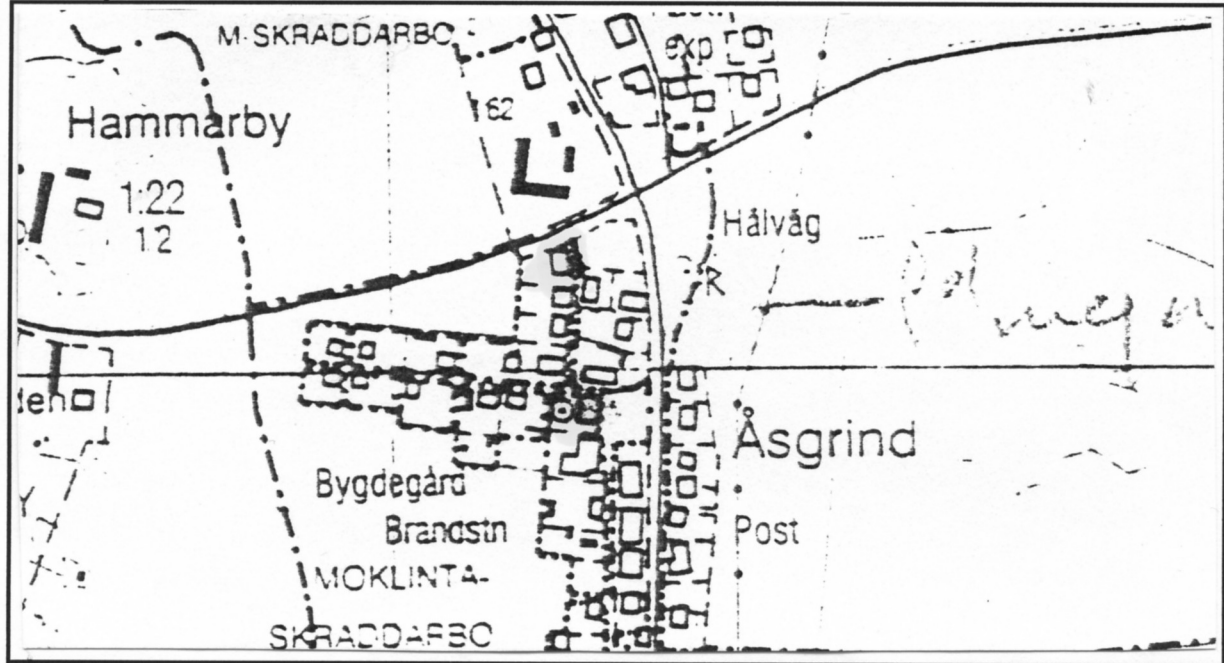 M-SKRADDARBO
exp
Hammarby
162
1:22
1:2
Hålväg
R
Åsgrind
Bygdegård
Brandstn
Post
MOKLINTA-
SKRADDARBO